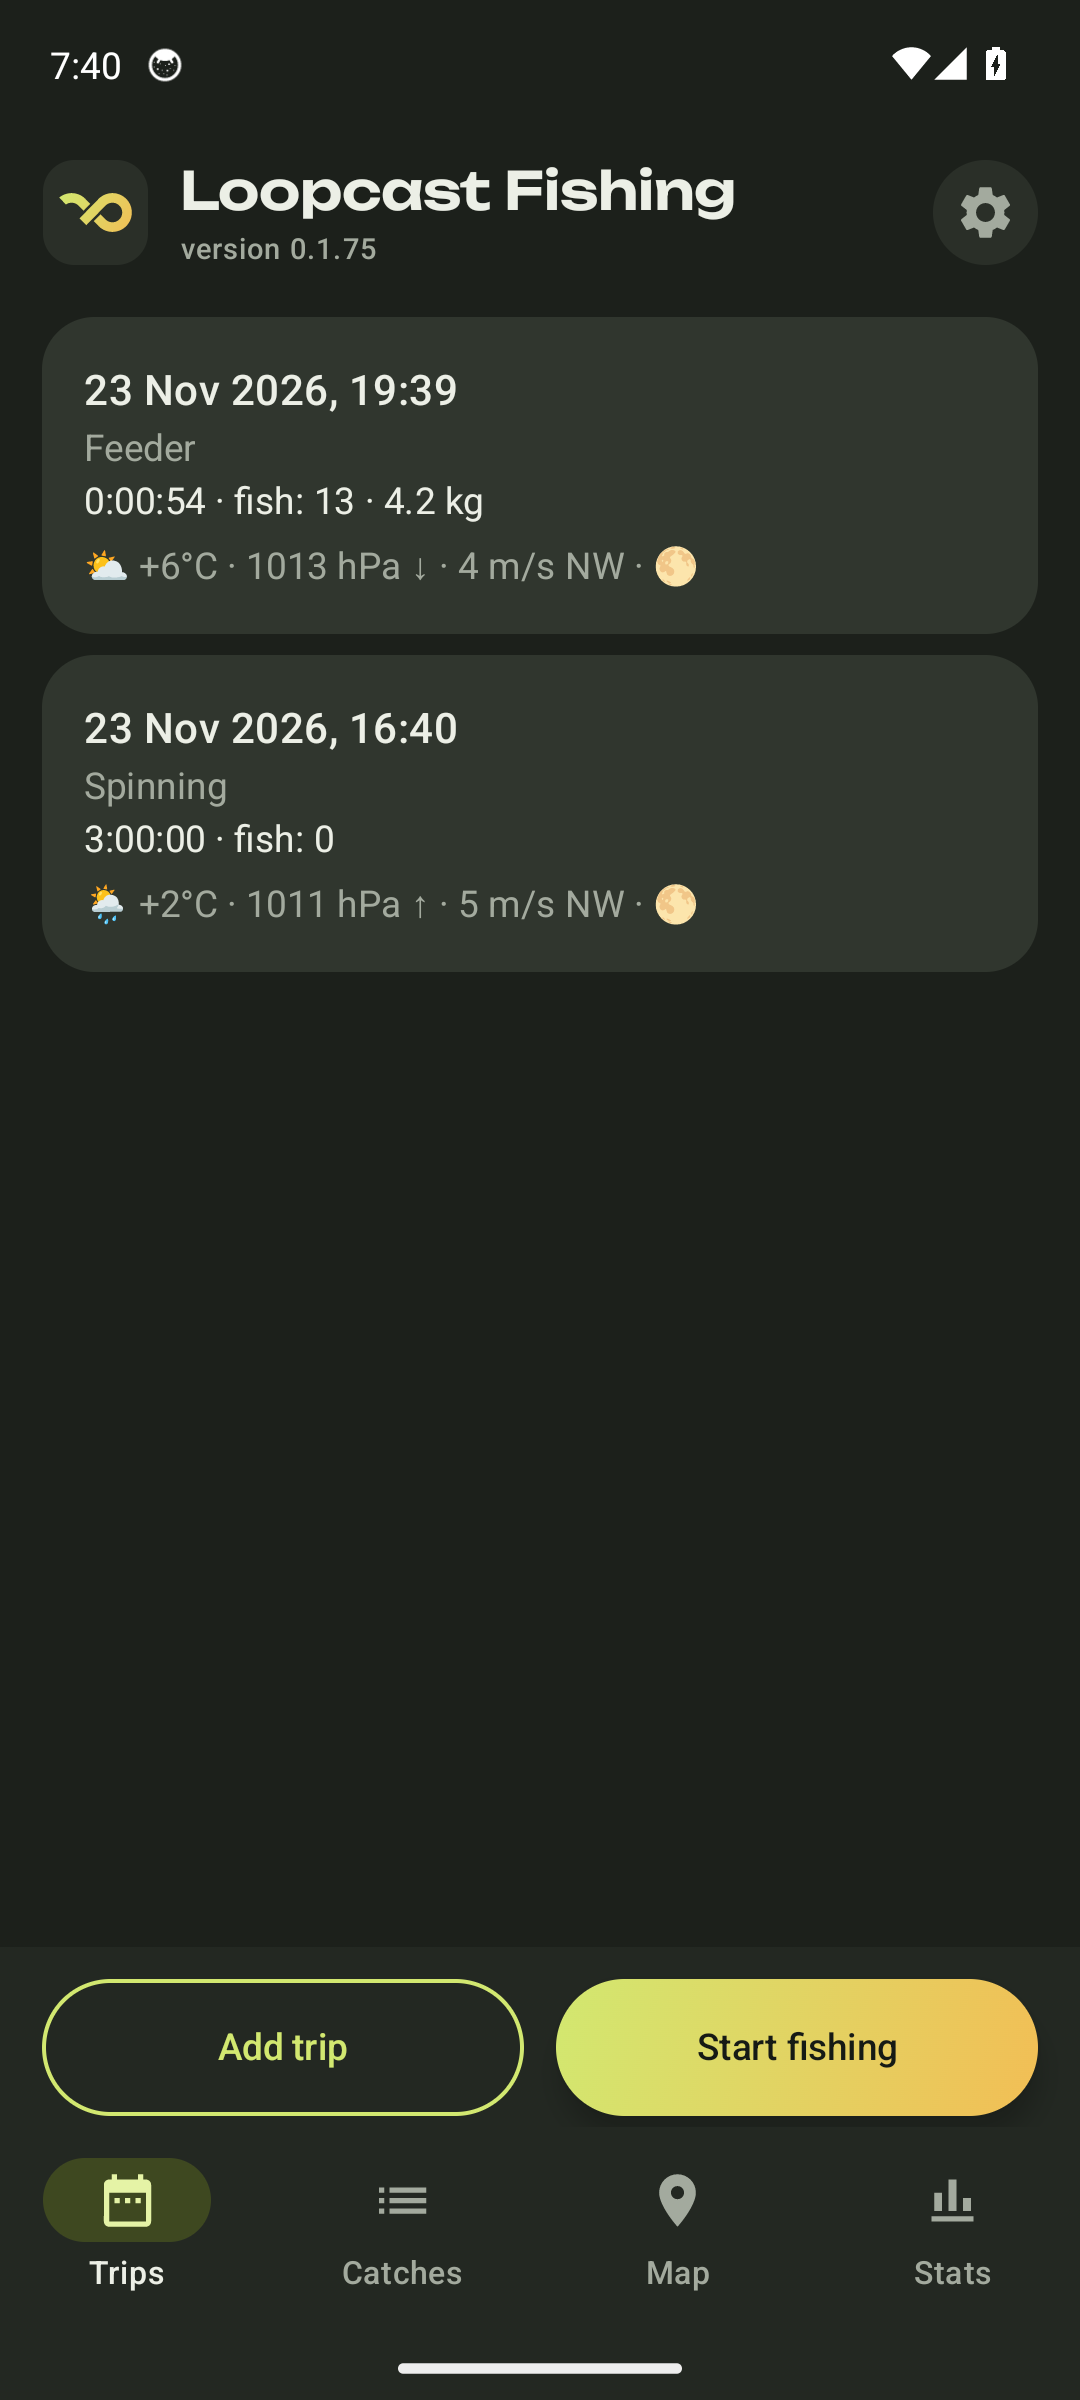 7:40
Loopcast Fishing
version 0.1.75
23 Nov 2026, 19:39
Feeder
0:00:54 · fish: 13 · 4.2 kg
⛅ +6°C · 1013 hPa ↓ · 4 m/s NW · 🌕
23 Nov 2026, 16:40
Spinning
3:00:00 · fish: 0
🌦 +2°C · 1011 hPa ↑ · 5 m/s NW · 🌕
Add trip
Start fishing
Trips
Catches
Map
Stats